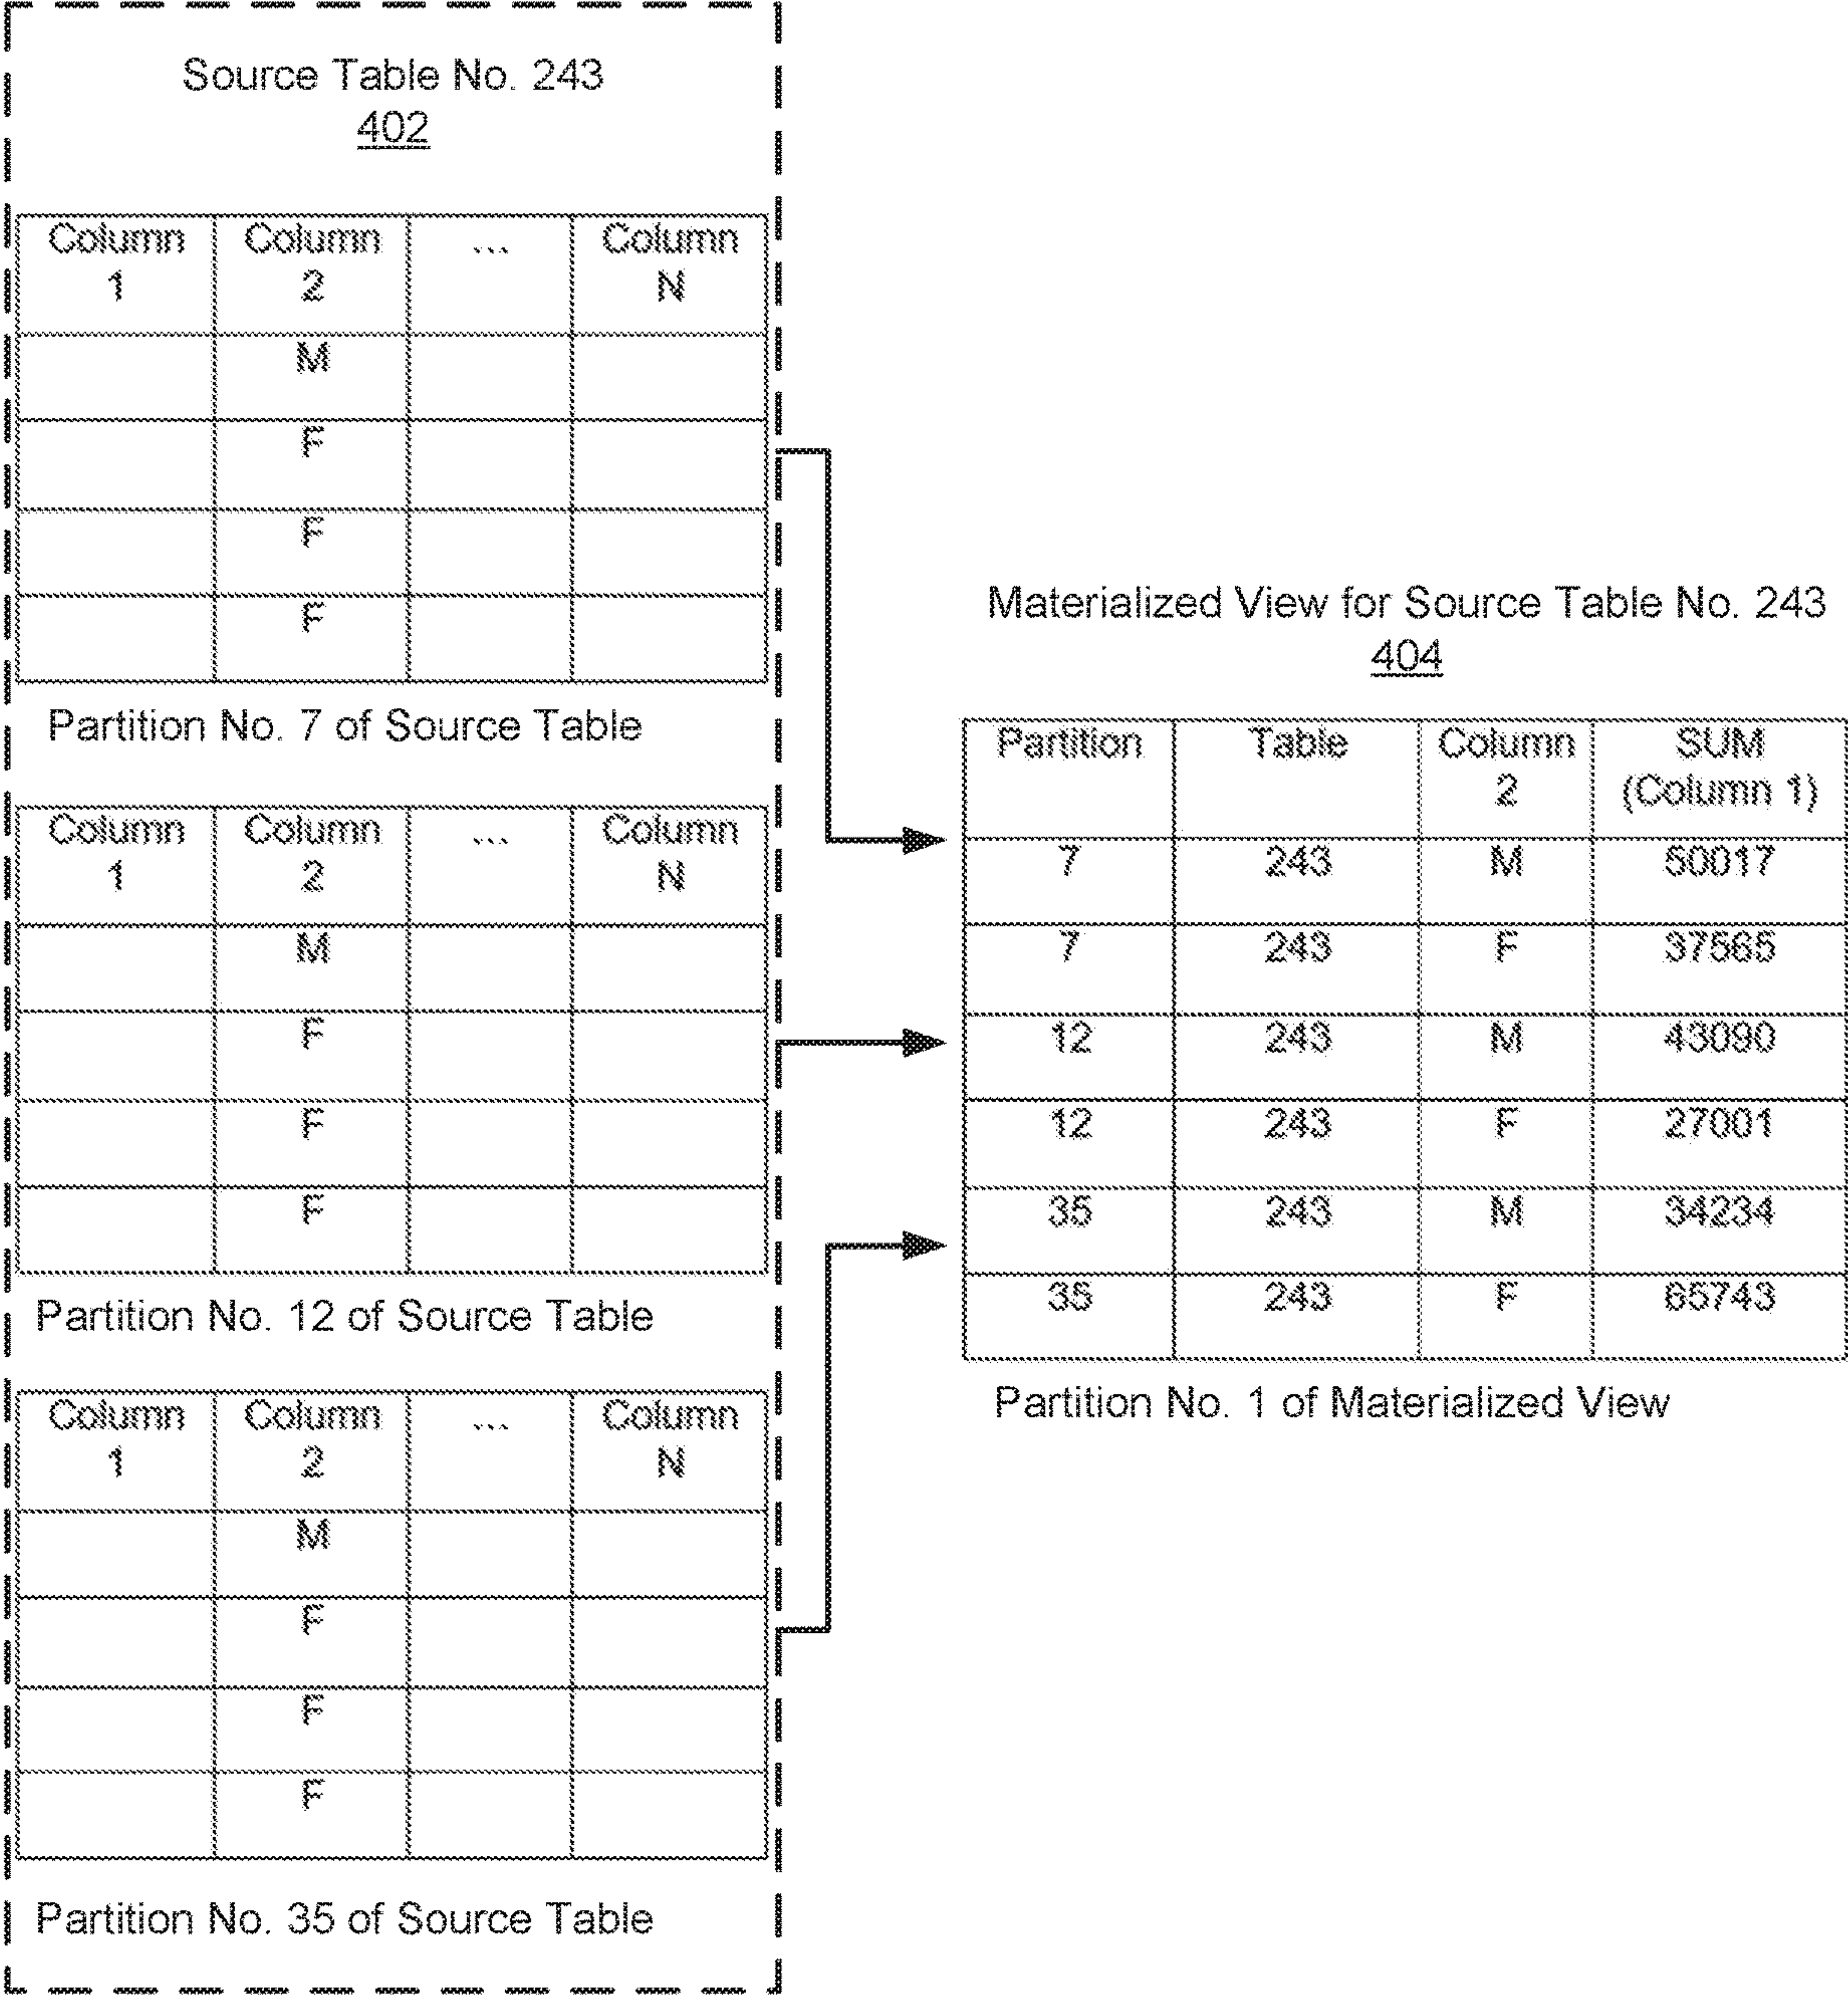 Source Table No. 243
402
Column 1 Column 2 ... Column N
M
F
F
F
Partition No. 7 of Source Table
Column 1 Column 2 ... Column N
M
F
F
F
Partition No. 12 of Source Table
Column 1 Column 2 ... Column N
M
F
F
F
Partition No. 35 of Source Table
Materialized View for Source Table No. 243
404
Partition Table Column 2 SUM (Column 1)
7 243 M 50017
7 243 F 37565
12 243 M 43090
12 243 F 27001
35 243 M 34234
35 243 F 65743
Partition No. 1 of Materialized View